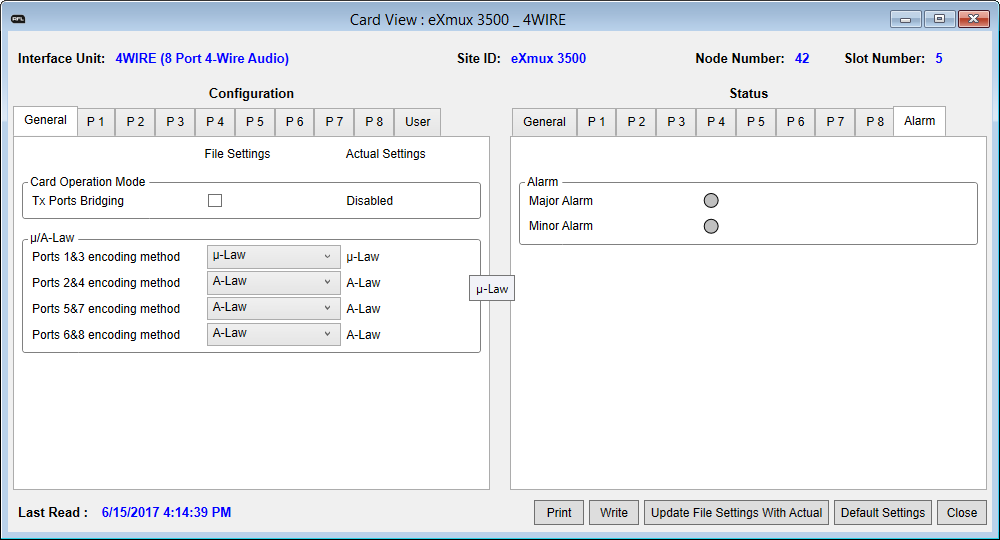 RFL
Card View : eXmux 3500 _ 4WIRE
Interface Unit: 4WIRE (8 Port 4-Wire Audio) Site ID: eXmux 3500 Node Number: 42 Slot Number: 5
Configuration
General P 1 P 2 P 3 P 4 P 5 P 6 P 7 P 8 User
File Settings Actual Settings
Card Operation Mode
Tx Ports Bridging Disabled
μ/A-Law
Ports 1&3 encoding method μ-Law μ-Law
Ports 2&4 encoding method A-Law A-Law
Ports 5&7 encoding method A-Law A-Law
Ports 6&8 encoding method A-Law A-Law
μ-Law
Status
General P 1 P 2 P 3 P 4 P 5 P 6 P 7 P 8 Alarm
Alarm
Major Alarm
Minor Alarm
Last Read : 6/15/2017 4:14:39 PM
Print Write Update File Settings With Actual Default Settings Close